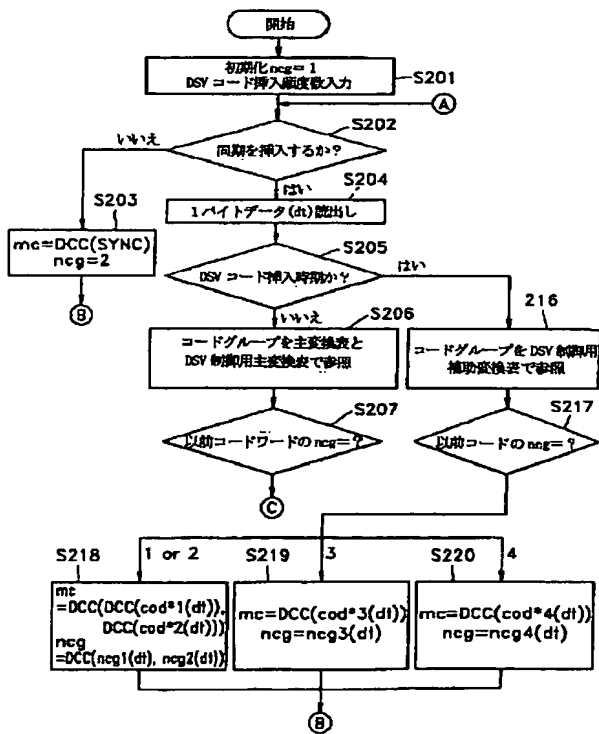 開始
初期化ncg=1
DSVコード挿入頻度数入力
S201
A
S202
いいえ
同期を挿入するか?
S203
はい
S204
mc=DCC(SYNC)
ncg=2
1バイトデータ(dt)読出し
B
S205
DSVコード挿入時期か?
はい
いいえ
S206
216
コードグループを主変換表と
DSV制御用主変換表で参照
コードグループをDSV制御用
補助変換表で参照
S207
S217
以前コードワードのncg=?
以前コードのncg=?
C
S218
1 or 2
S219
3
S220
4
mc
=DCC(DCC(cod*1(dt)),
DCC(cod*2(dt)))
ncg
=DCC(ncg1(dt), ncg2(dt))
mc=DCC(cod*3(dt))
ncg=ncg3(dt)
mc=DCC(cod*4(dt))
ncg=ncg4(dt)
B